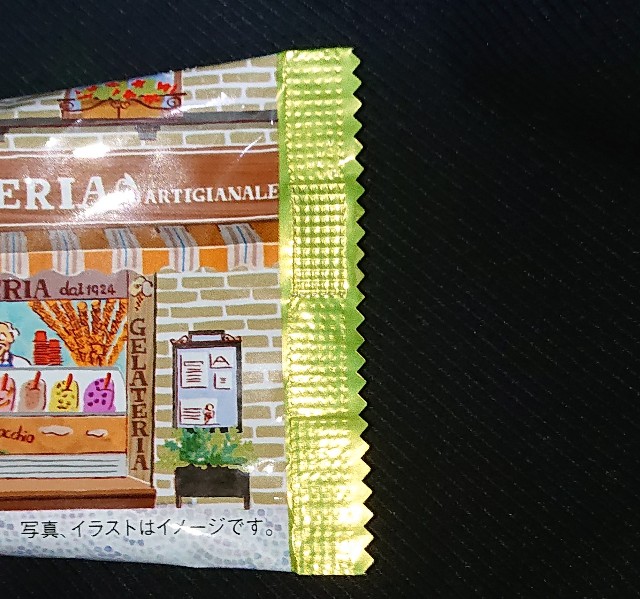 ERIA ARTIGIANALE
RIA dal 1924
GELATERIA
occhio
写真、イラストはイメージです。